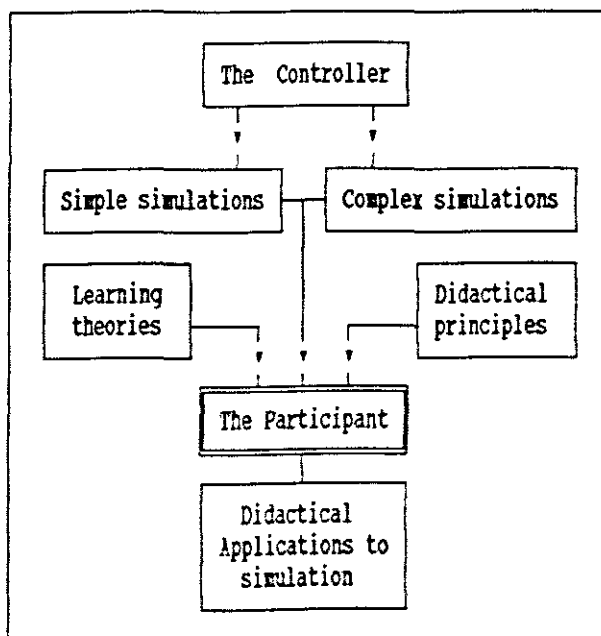 The Controller
Simple simulations
Complex simulations
Learning
theories
Didactical
principles
The Participant
Didactical
Applications to
simulation